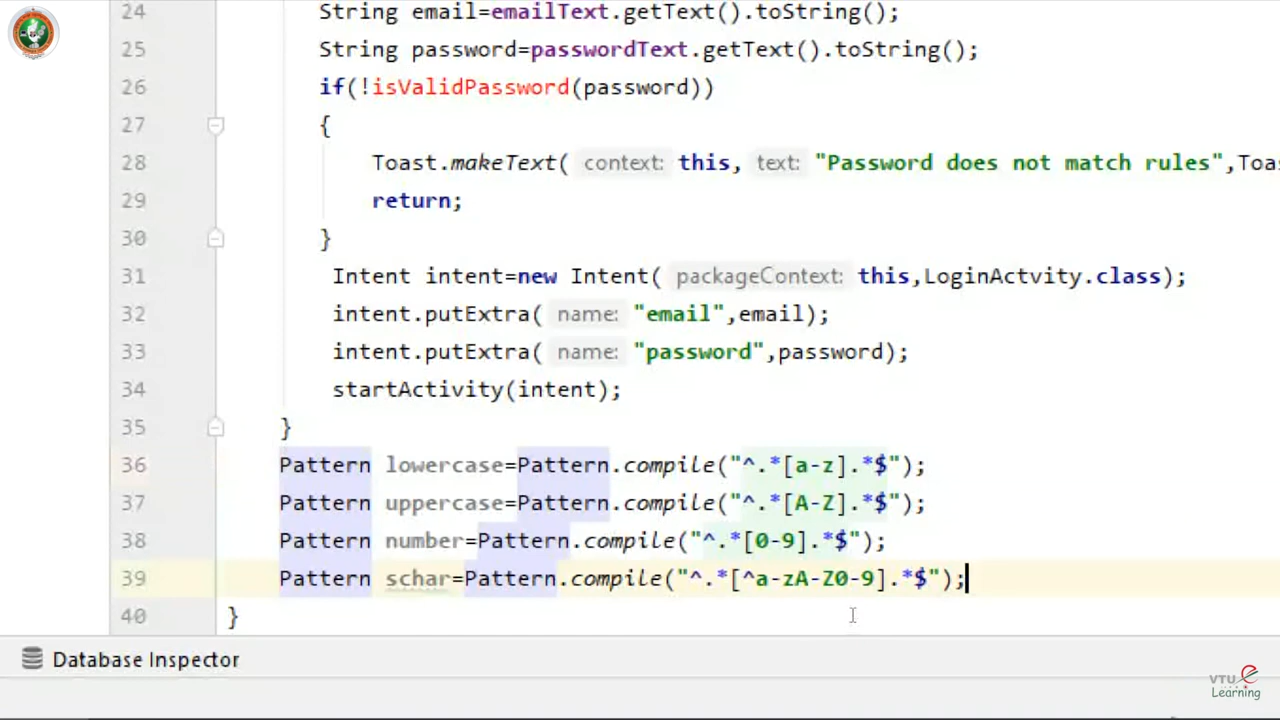 24 String email=emailText.getText().toString();
25 String password=passwordText.getText().toString();
26 if(!isValidPassword(password))
27 {
28 Toast.makeText( context: this, text: "Password does not match rules",Toa
29 return;
30 }
31 Intent intent=new Intent( packageContext: this,LoginActvity.class);
32 intent.putExtra( name: "email",email);
33 intent.putExtra( name: "password",password);
34 startActivity(intent);
35 }
36 Pattern lowercase=Pattern.compile("^.*[a-z].*$");
37 Pattern uppercase=Pattern.compile("^.*[A-Z].*$");
38 Pattern number=Pattern.compile("^.*[0-9].*$");
39 Pattern schar=Pattern.compile("^.*[^a-zA-Z0-9].*$");
40 }
Database Inspector
VTU e
Learning